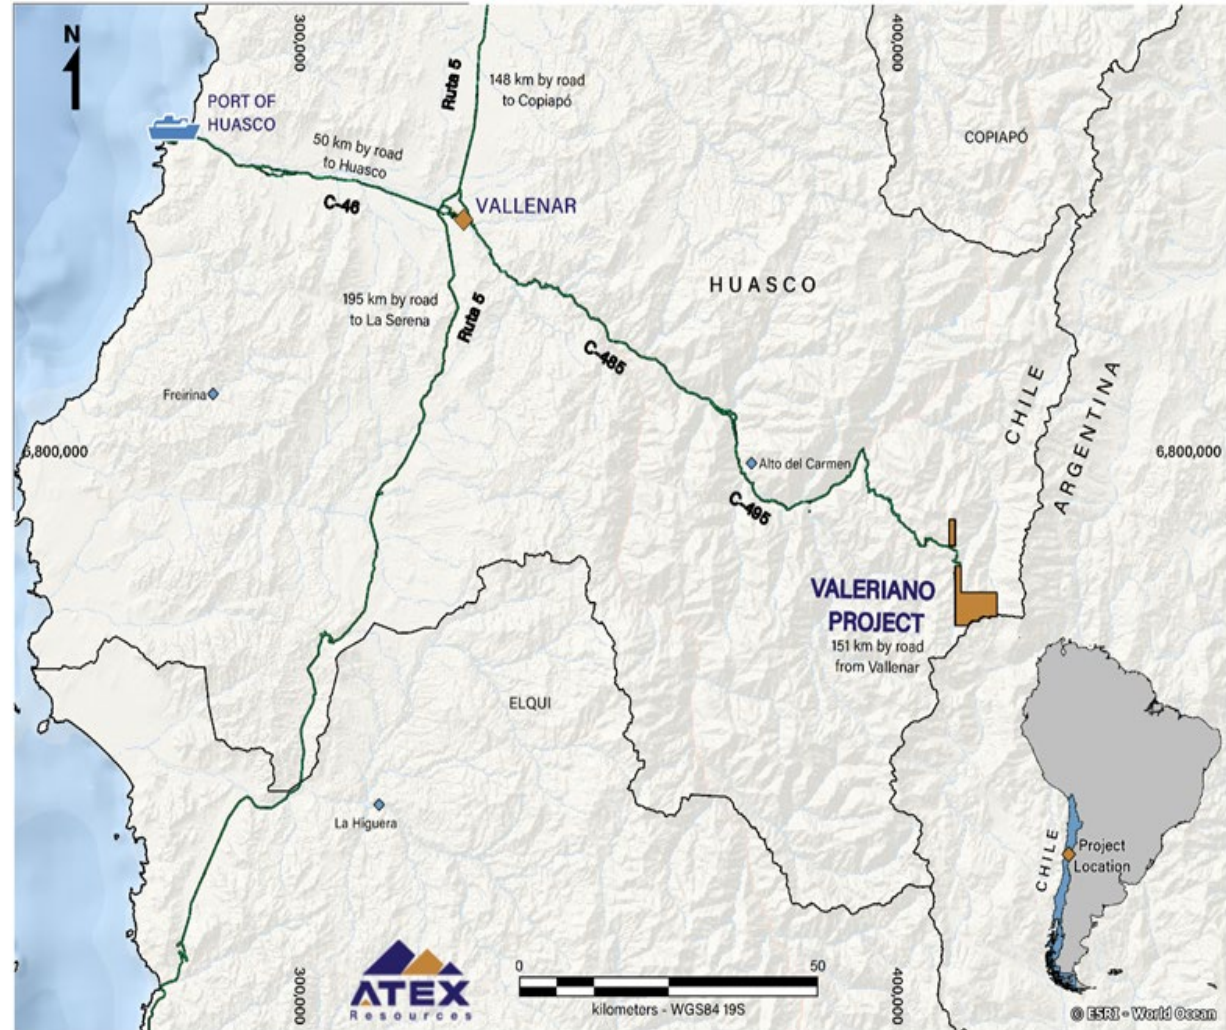 N
300,000
400,000
PORT OF
HUASCO
50 km by road
to Huasco
C-46
Ruta 5
148 km by road
to Copiapó
COPIAPÓ
VALLENAR
HUASCO
195 km by road
to La Serena
Ruta 5
C-485
CHILE
ARGENTINA
Freirina
6,800,000
6,800,000
Alto del Carmen
C-495
VALERIANO
PROJECT
151 km by road
from Vallenar
ELQUI
La Higuera
CHILE
Project
Location
300,000
400,000
ATEX
Resources
0 50
kilometers - WGS84 19S
© ESRI - World Ocean